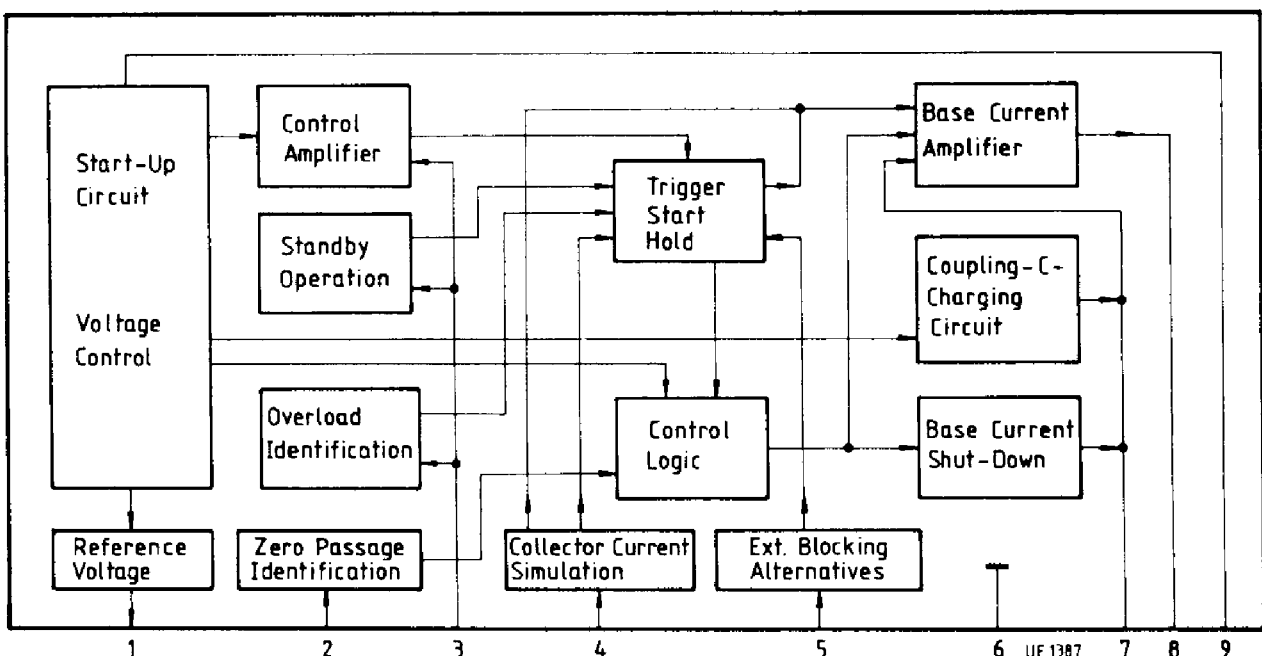 Start-Up
Circuit
Voltage
Control
Control
Amplifier
Standby
Operation
Overload
Identification
Trigger
Start
Hold
Control
Logic
Base Current
Amplifier
Coupling-C-
Charging
Circuit
Base Current
Shut-Down
Reference
Voltage
Zero Passage
Identification
Collector Current
Simulation
Ext. Blocking
Alternatives
1 2 3 4 5 6 UE 1387 7 8 9